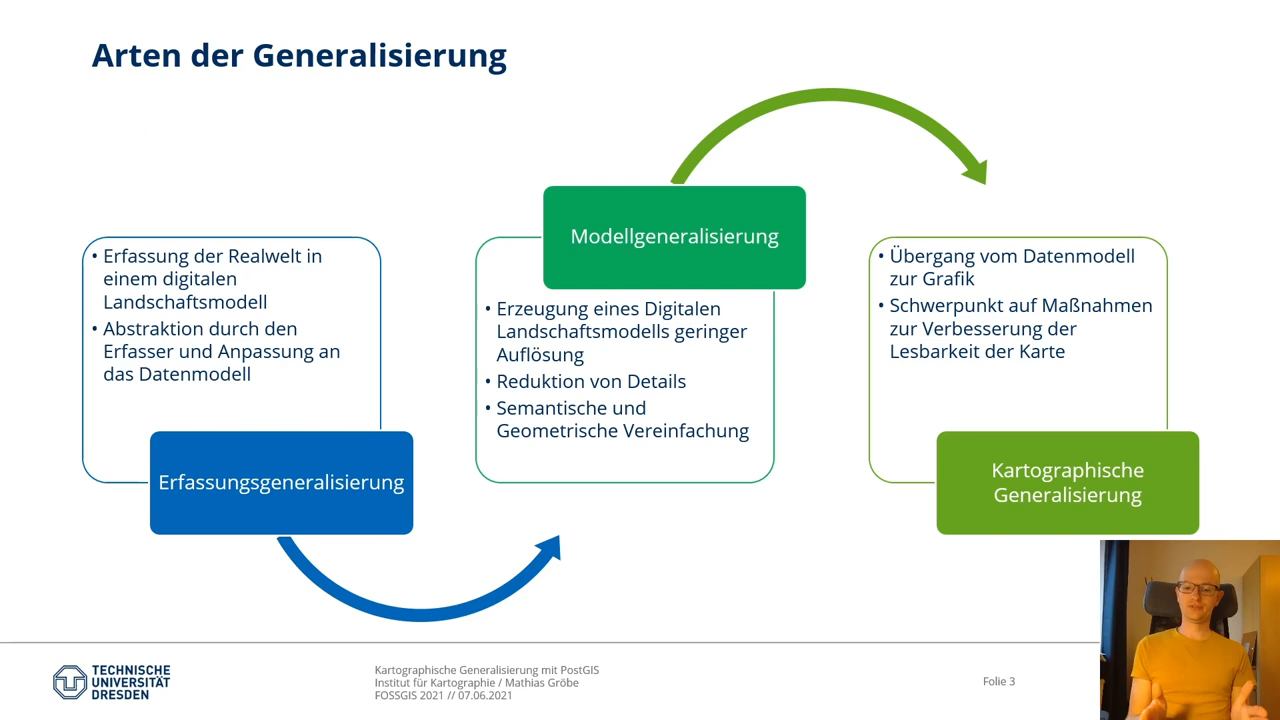 Arten der Generalisierung
• Erfassung der Realwelt in
einem digitalen
Landschaftsmodell
• Abstraktion durch den
Erfasser und Anpassung an
das Datenmodell
Erfassungsgeneralisierung
Modellgeneralisierung
• Erzeugung eines Digitalen
Landschaftsmodells geringer
Auflösung
• Reduktion von Details
• Semantische und
Geometrische Vereinfachung
• Übergang vom Datenmodell
zur Grafik
• Schwerpunkt auf Maßnahmen
zur Verbesserung der
Lesbarkeit der Karte
Kartographische
Generalisierung
TECHNISCHE
UNIVERSITÄT
DRESDEN
Kartographische Generalisierung mit PostGIS
Institut für Kartographie / Mathias Gröbe
FOSSGIS 2021 // 07.06.2021
Folie 3